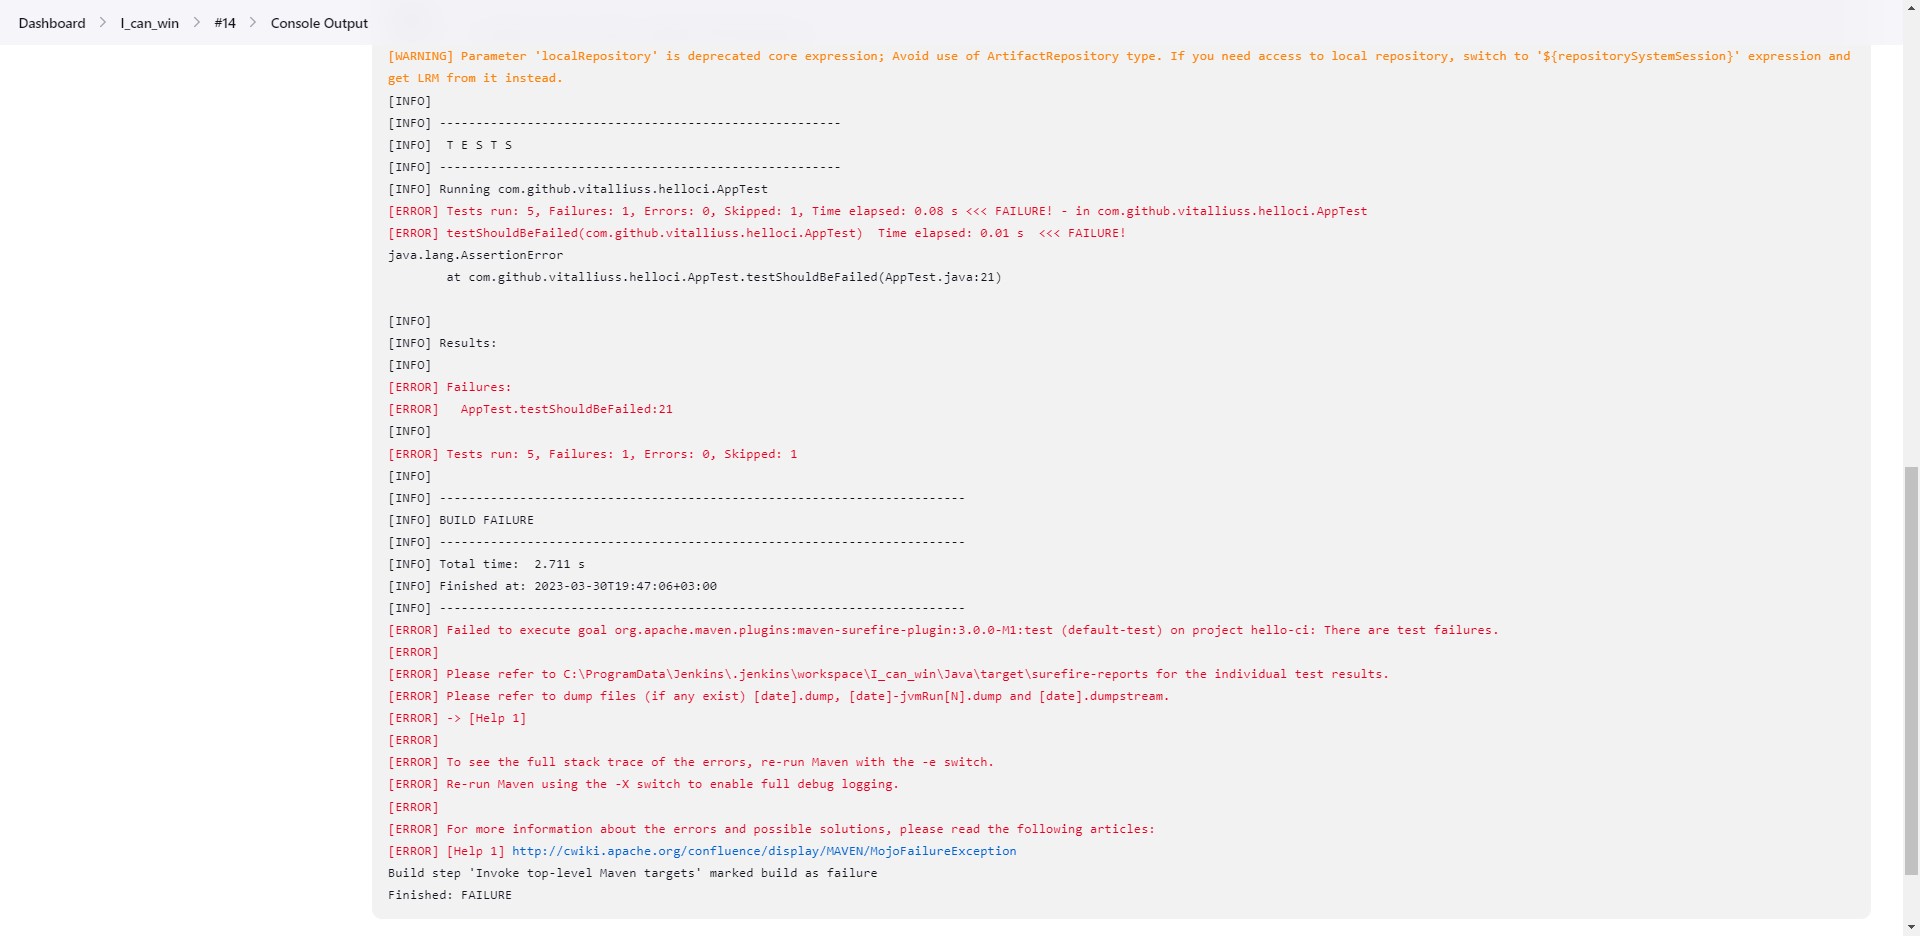 Dashboard > I_can_win > #14 > Console Output
[WARNING] Parameter 'localRepository' is deprecated core expression; Avoid use of ArtifactRepository type. If you need access to local repository, switch to '${repositorySystemSession}' expression and
get LRM from it instead.
[INFO]
[INFO] -------------------------------------------------------
[INFO]  T E S T S
[INFO] -------------------------------------------------------
[INFO] Running com.github.vitalliuss.helloci.AppTest
[ERROR] Tests run: 5, Failures: 1, Errors: 0, Skipped: 1, Time elapsed: 0.08 s <<< FAILURE! - in com.github.vitalliuss.helloci.AppTest
[ERROR] testShouldBeFailed(com.github.vitalliuss.helloci.AppTest)  Time elapsed: 0.01 s  <<< FAILURE!
java.lang.AssertionError
	at com.github.vitalliuss.helloci.AppTest.testShouldBeFailed(AppTest.java:21)
[INFO]
[INFO] Results:
[INFO]
[ERROR] Failures:
[ERROR]   AppTest.testShouldBeFailed:21
[INFO]
[ERROR] Tests run: 5, Failures: 1, Errors: 0, Skipped: 1
[INFO]
[INFO] ------------------------------------------------------------------------
[INFO] BUILD FAILURE
[INFO] ------------------------------------------------------------------------
[INFO] Total time:  2.711 s
[INFO] Finished at: 2023-03-30T19:47:06+03:00
[INFO] ------------------------------------------------------------------------
[ERROR] Failed to execute goal org.apache.maven.plugins:maven-surefire-plugin:3.0.0-M1:test (default-test) on project hello-ci: There are test failures.
[ERROR]
[ERROR] Please refer to C:\ProgramData\Jenkins\.jenkins\workspace\I_can_win\Java\target\surefire-reports for the individual test results.
[ERROR] Please refer to dump files (if any exist) [date].dump, [date]-jvmRun[N].dump and [date].dumpstream.
[ERROR] -> [Help 1]
[ERROR]
[ERROR] To see the full stack trace of the errors, re-run Maven with the -e switch.
[ERROR] Re-run Maven using the -X switch to enable full debug logging.
[ERROR]
[ERROR] For more information about the errors and possible solutions, please read the following articles:
[ERROR] [Help 1] http://cwiki.apache.org/confluence/display/MAVEN/MojoFailureException
Build step 'Invoke top-level Maven targets' marked build as failure
Finished: FAILURE